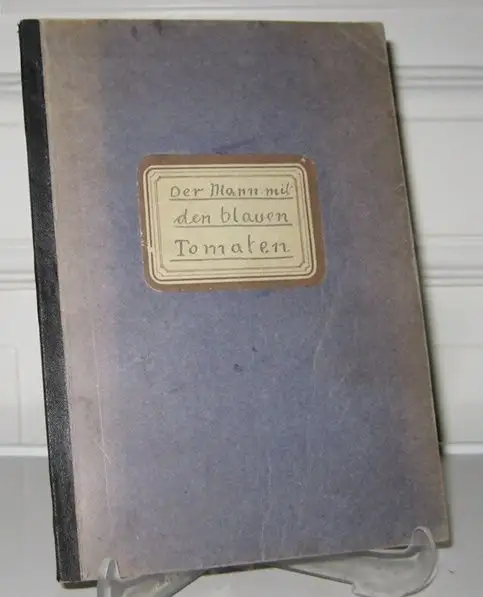 Der Mann mit
den blauen
Tomaten